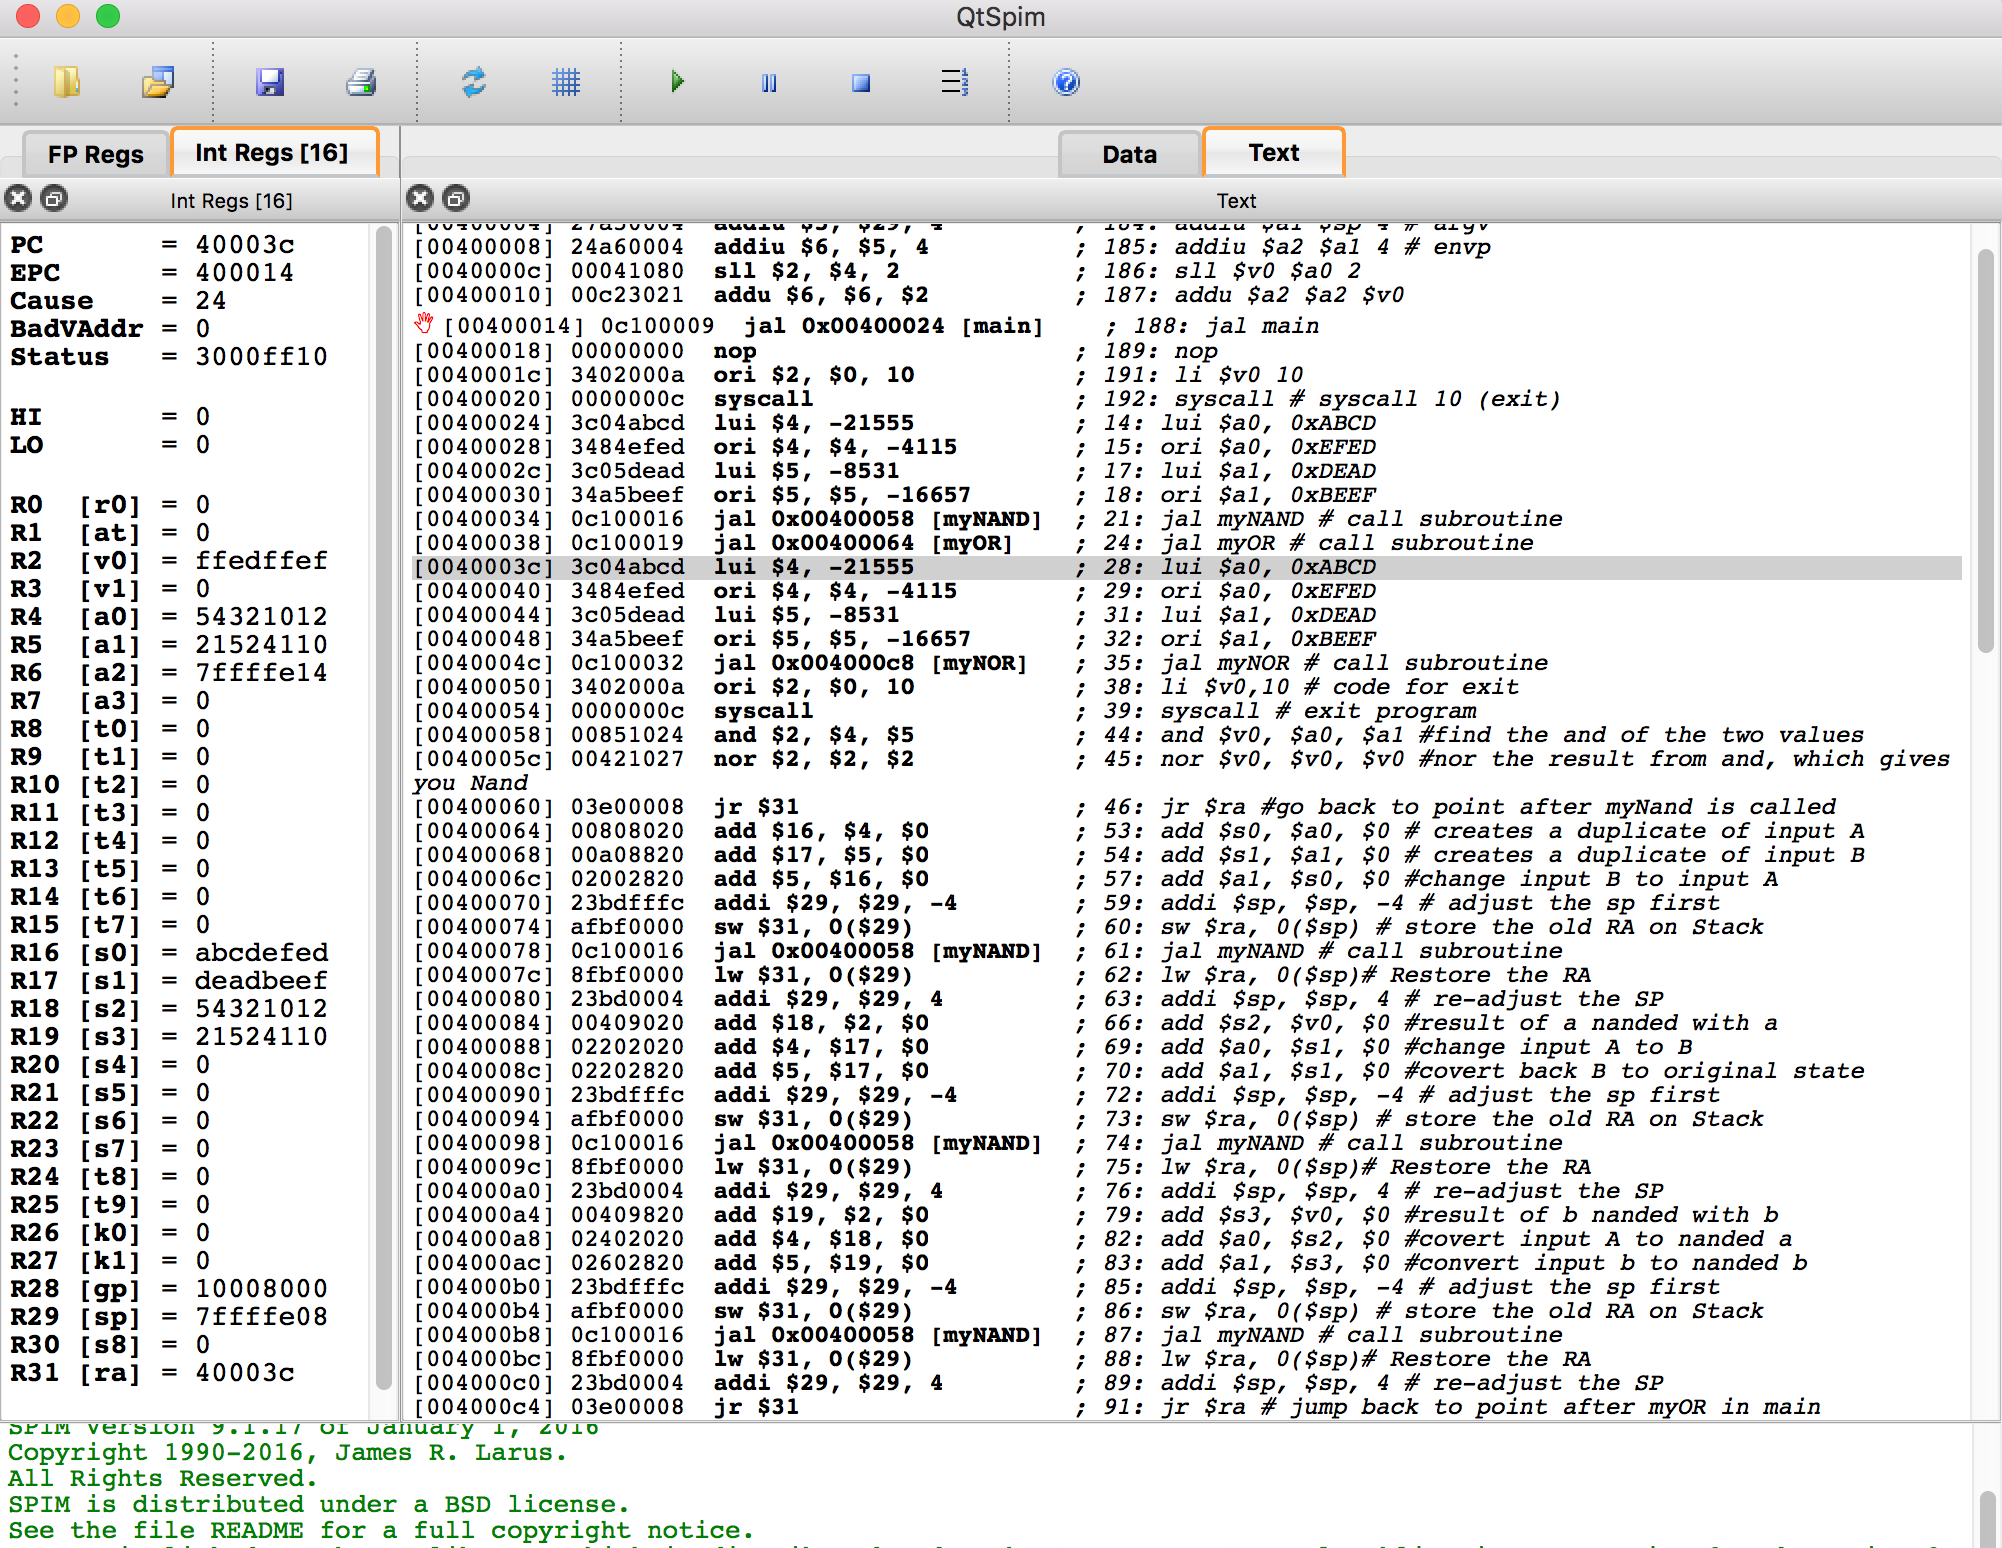 QtSpim
FP Regs
Int Regs [16]
Data
Text
Int Regs [16]
Text
PC = 40003c
EPC = 400014
Cause = 24
BadVAddr = 0
Status = 3000ff10
HI = 0
LO = 0
R0 [r0] = 0
R1 [at] = 0
R2 [v0] = ffedffef
R3 [v1] = 0
R4 [a0] = 54321012
R5 [a1] = 21524110
R6 [a2] = 7ffffe14
R7 [a3] = 0
R8 [t0] = 0
R9 [t1] = 0
R10 [t2] = 0
R11 [t3] = 0
R12 [t4] = 0
R13 [t5] = 0
R14 [t6] = 0
R15 [t7] = 0
R16 [s0] = abcdefed
R17 [s1] = deadbeef
R18 [s2] = 54321012
R19 [s3] = 21524110
R20 [s4] = 0
R21 [s5] = 0
R22 [s6] = 0
R23 [s7] = 0
R24 [t8] = 0
R25 [t9] = 0
R26 [k0] = 0
R27 [k1] = 0
R28 [gp] = 10008000
R29 [sp] = 7ffffe08
R30 [s8] = 0
R31 [ra] = 40003c
[00400004] 27a50004 addiu $5, $29, 4 ; 184: addiu $a1 $sp 4 # argv
[00400008] 24a60004 addiu $6, $5, 4 ; 185: addiu $a2 $a1 4 # envp
[0040000c] 00041080 sll $2, $4, 2 ; 186: sll $v0 $a0 2
[00400010] 00c23021 addu $6, $6, $2 ; 187: addu $a2 $a2 $v0
[00400014] 0c100009 jal 0x00400024 [main] ; 188: jal main
[00400018] 00000000 nop ; 189: nop
[0040001c] 3402000a ori $2, $0, 10 ; 191: li $v0 10
[00400020] 0000000c syscall ; 192: syscall # syscall 10 (exit)
[00400024] 3c04abcd lui $4, -21555 ; 14: lui $a0, 0xABCD
[00400028] 3484efed ori $4, $4, -4115 ; 15: ori $a0, 0xEFED
[0040002c] 3c05dead lui $5, -8531 ; 17: lui $a1, 0xDEAD
[00400030] 34a5beef ori $5, $5, -16657 ; 18: ori $a1, 0xBEEF
[00400034] 0c100016 jal 0x00400058 [myNAND] ; 21: jal myNAND # call subroutine
[00400038] 0c100019 jal 0x00400064 [myOR] ; 24: jal myOR # call subroutine
[0040003c] 3c04abcd lui $4, -21555 ; 28: lui $a0, 0xABCD
[00400040] 3484efed ori $4, $4, -4115 ; 29: ori $a0, 0xEFED
[00400044] 3c05dead lui $5, -8531 ; 31: lui $a1, 0xDEAD
[00400048] 34a5beef ori $5, $5, -16657 ; 32: ori $a1, 0xBEEF
[0040004c] 0c100032 jal 0x004000c8 [myNOR] ; 35: jal myNOR # call subroutine
[00400050] 3402000a ori $2, $0, 10 ; 38: li $v0,10 # code for exit
[00400054] 0000000c syscall ; 39: syscall # exit program
[00400058] 00851024 and $2, $4, $5 ; 44: and $v0, $a0, $a1 #find the and of the two values
[0040005c] 00421027 nor $2, $2, $2 ; 45: nor $v0, $v0, $v0 #nor the result from and, which gives
you Nand
[00400060] 03e00008 jr $31 ; 46: jr $ra #go back to point after myNand is called
[00400064] 00808020 add $16, $4, $0 ; 53: add $s0, $a0, $0 # creates a duplicate of input A
[00400068] 00a08820 add $17, $5, $0 ; 54: add $s1, $a1, $0 # creates a duplicate of input B
[0040006c] 02002820 add $5, $16, $0 ; 57: add $a1, $s0, $0 #change input B to input A
[00400070] 23bdfffc addi $29, $29, -4 ; 59: addi $sp, $sp, -4 # adjust the sp first
[00400074] afbf0000 sw $31, 0($29) ; 60: sw $ra, 0($sp) # store the old RA on Stack
[00400078] 0c100016 jal 0x00400058 [myNAND] ; 61: jal myNAND # call subroutine
[0040007c] 8fbf0000 lw $31, 0($29) ; 62: lw $ra, 0($sp)# Restore the RA
[00400080] 23bd0004 addi $29, $29, 4 ; 63: addi $sp, $sp, 4 # re-adjust the SP
[00400084] 00409020 add $18, $2, $0 ; 66: add $s2, $v0, $0 #result of a nanded with a
[00400088] 02202020 add $4, $17, $0 ; 69: add $a0, $s1, $0 #change input A to B
[0040008c] 02202820 add $5, $17, $0 ; 70: add $a1, $s1, $0 #covert back B to original state
[00400090] 23bdfffc addi $29, $29, -4 ; 72: addi $sp, $sp, -4 # adjust the sp first
[00400094] afbf0000 sw $31, 0($29) ; 73: sw $ra, 0($sp) # store the old RA on Stack
[00400098] 0c100016 jal 0x00400058 [myNAND] ; 74: jal myNAND # call subroutine
[0040009c] 8fbf0000 lw $31, 0($29) ; 75: lw $ra, 0($sp)# Restore the RA
[004000a0] 23bd0004 addi $29, $29, 4 ; 76: addi $sp, $sp, 4 # re-adjust the SP
[004000a4] 00409820 add $19, $2, $0 ; 79: add $s3, $v0, $0 #result of b nanded with b
[004000a8] 02402020 add $4, $18, $0 ; 82: add $a0, $s2, $0 #covert input A to nanded a
[004000ac] 02602820 add $5, $19, $0 ; 83: add $a1, $s3, $0 #convert input b to nanded b
[004000b0] 23bdfffc addi $29, $29, -4 ; 85: addi $sp, $sp, -4 # adjust the sp first
[004000b4] afbf0000 sw $31, 0($29) ; 86: sw $ra, 0($sp) # store the old RA on Stack
[004000b8] 0c100016 jal 0x00400058 [myNAND] ; 87: jal myNAND # call subroutine
[004000bc] 8fbf0000 lw $31, 0($29) ; 88: lw $ra, 0($sp)# Restore the RA
[004000c0] 23bd0004 addi $29, $29, 4 ; 89: addi $sp, $sp, 4 # re-adjust the SP
[004000c4] 03e00008 jr $31 ; 91: jr $ra # jump back to point after myOR in main
SPIM Version 9.1.17 of January 1, 2016
Copyright 1990-2016, James R. Larus.
All Rights Reserved.
SPIM is distributed under a BSD license.
See the file README for a full copyright notice.